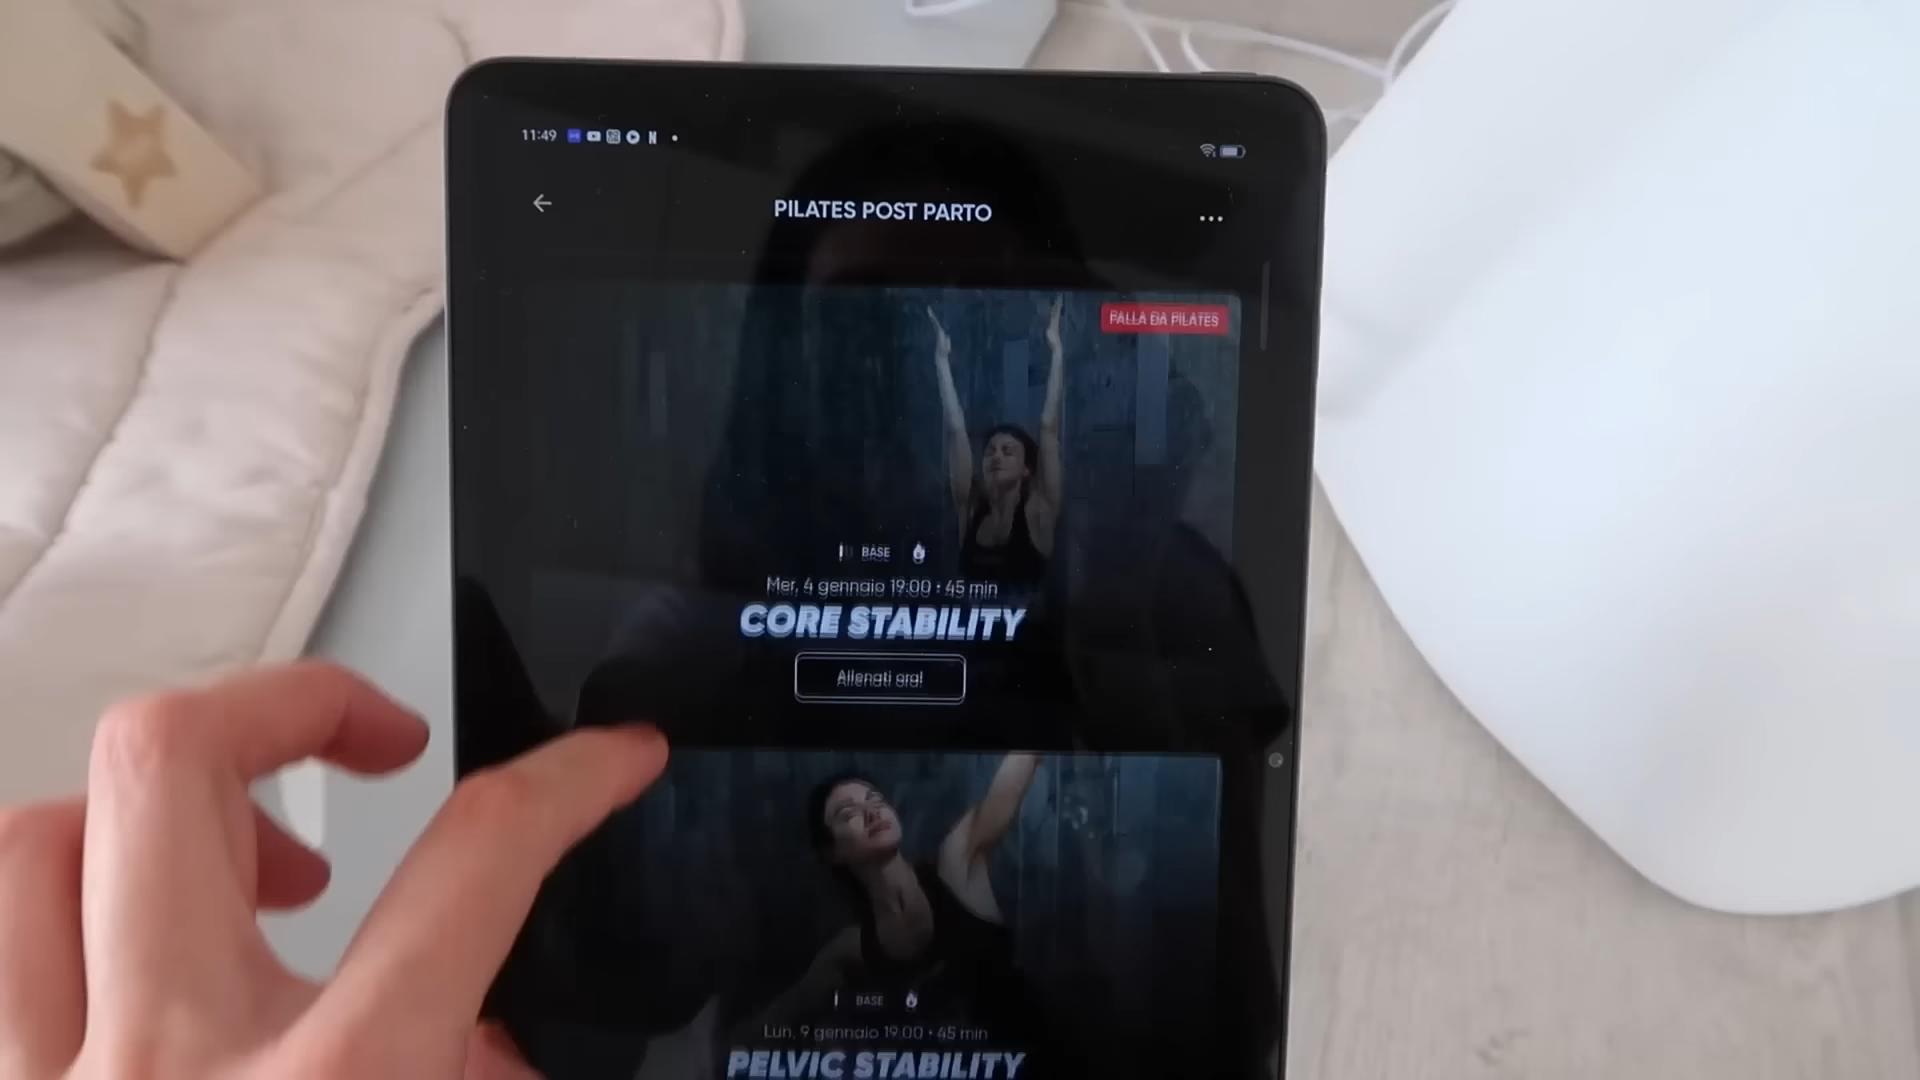 11:49
PILATES POST PARTO
PALLA DA PILATES
BASE
Mer, 4 gennaio 19:00 • 45 min
CORE STABILITY
Allenati ora!
BASE
Lun, 9 gennaio 19:00 • 45 min
PELVIC STABILITY